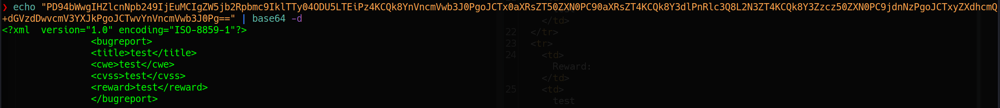 ❯ echo "PD94bWwgIHZlcnNpb249IjEuMCIgZW5jb2Rpbmc9IklTTy04ODU5LTEiPz4KCQk8YnVncmVwb3J0PgoJCTx0aXRsZT50ZXN0PC90aXRsZT4KCQk8Y3dlPnRlc3Q8L2N3ZT4KCQk8Y3Zzcz50ZXN0PC9jdnNzPgoJCTxyZXdhcmQ
+dGVzdDwvcmV3YXJkPgoJCTwvYnVncmVwb3J0Pg==" | base64 -d
<?xml  version="1.0" encoding="ISO-8859-1"?>
<bugreport>
<title>test</title>
<cwe>test</cwe>
<cvss>test</cvss>
<reward>test</reward>
</bugreport>
test
</td>
22 </tr>
23 <tr>
24 <td>
Reward:
</td>
25 <td>
test